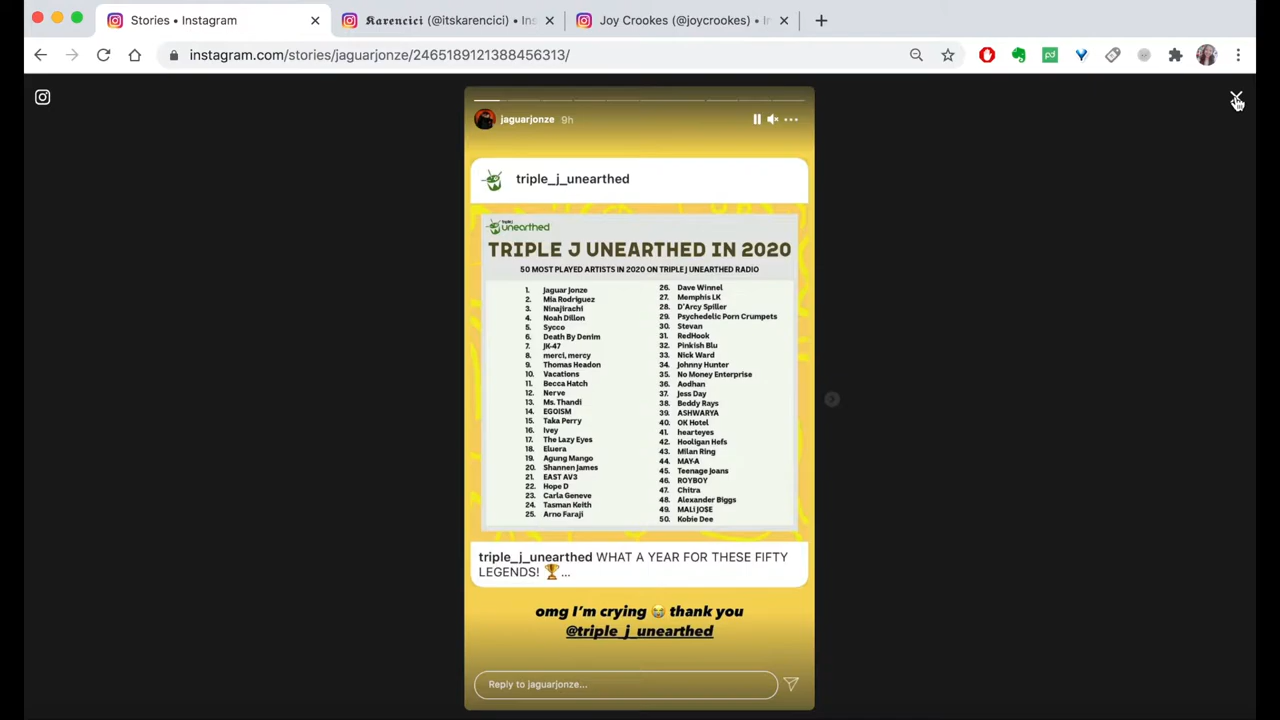 Stories • Instagram
𝕶𝖆𝖗𝖊𝖓𝖈𝖎𝖈𝖎 (@itskarencici) • Ins
Joy Crookes (@joycrookes) • In
instagram.com/stories/jaguarjonze/2465189121388456313/
jaguarjonze 9h
triple_j_unearthed
triple j
unearthed
TRIPLE J UNEARTHED IN 2020
50 MOST PLAYED ARTISTS IN 2020 ON TRIPLE J UNEARTHED RADIO
1. Jaguar Jonze
2. Mia Rodriguez
3. Ninajirachi
4. Noah Dillon
5. Sycco
6. Death By Denim
7. JK-47
8. merci, mercy
9. Thomas Headon
10. Vacations
11. Becca Hatch
12. Nerve
13. Ms. Thandi
14. EGOISM
15. Taka Perry
16. Ivey
17. The Lazy Eyes
18. Eluera
19. Agung Mango
20. Shannen James
21. EAST AV3
22. Hope D
23. Carla Geneve
24. Tasman Keith
25. Arno Faraji
26. Dave Winnel
27. Memphis LK
28. D'Arcy Spiller
29. Psychedelic Porn Crumpets
30. Stevan
31. RedHook
32. Pinkish Blu
33. Nick Ward
34. Johnny Hunter
35. No Money Enterprise
36. Aodhan
37. Jess Day
38. Beddy Rays
39. ASHWARYA
40. OK Hotel
41. hearteyes
42. Hooligan Hefs
43. Milan Ring
44. MAY-A
45. Teenage Joans
46. ROYBOY
47. Chitra
48. Alexander Biggs
49. MALi JO$E
50. Kobie Dee
triple_j_unearthed WHAT A YEAR FOR THESE FIFTY
LEGENDS! 🏆...
omg I'm crying 😭 thank you
@triple_j_unearthed
Reply to jaguarjonze...